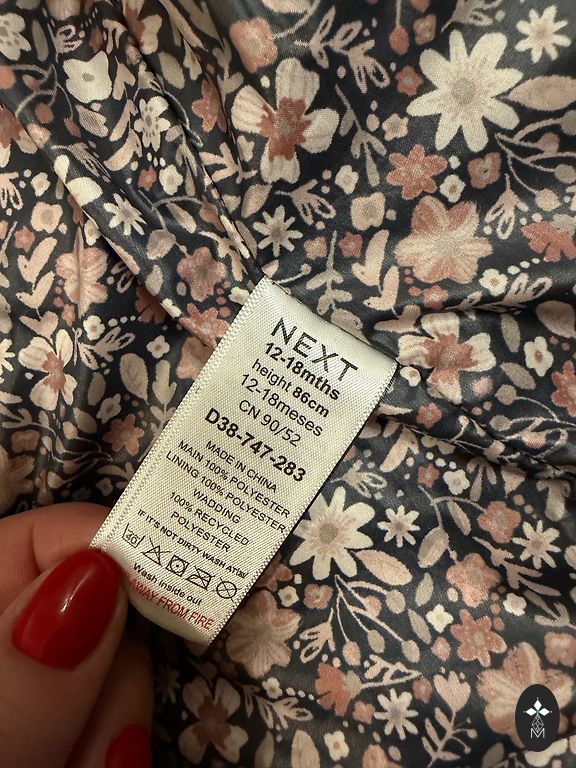 NEXT
12-18mths
height 86cm
12-18meses
CN 90/52
D38-747-283
MADE IN CHINA
MAIN 100% POLYESTER
LINING 100% POLYESTER
WADDING
100% RECYCLED
POLYESTER
IF IT'S NOT DIRTY WASH AT
40
Wash inside out
AWAY FROM FIRE